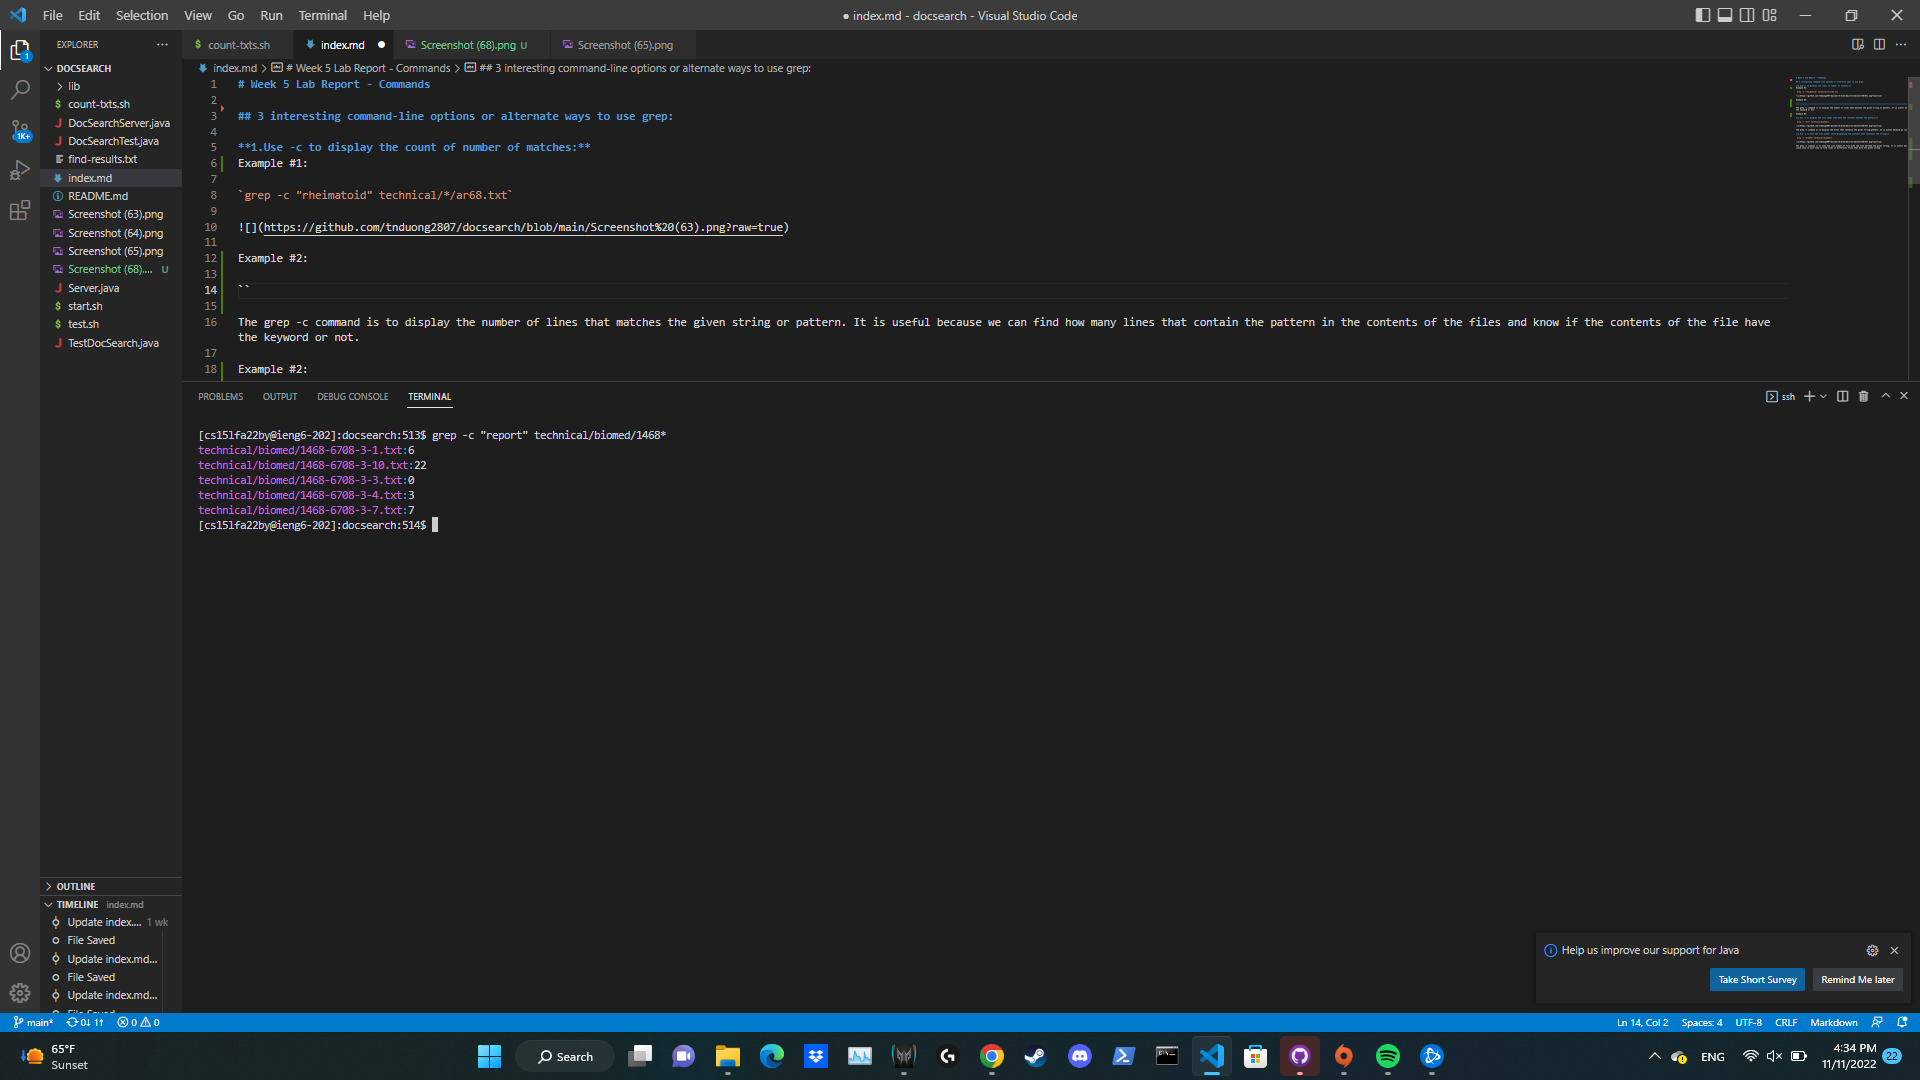 File Edit Selection View Go Run Terminal Help
● index.md - docsearch - Visual Studio Code
EXPLORER
$ count-txts.sh
index.md
Screenshot (68).png U
Screenshot (65).png
DOCSEARCH
index.md > # Week 5 Lab Report - Commands > ## 3 interesting command-line options or alternate ways to use grep:
lib
$ count-txts.sh
J DocSearchServer.java
J DocSearchTest.java
find-results.txt
index.md
README.md
Screenshot (63).png
Screenshot (64).png
Screenshot (65).png
Screenshot (68).... U
J Server.java
$ start.sh
$ test.sh
J TestDocSearch.java
1 # Week 5 Lab Report - Commands
2
3 ## 3 interesting command-line options or alternate ways to use grep:
4
5 **1.Use -c to display the count of number of matches:**
6 Example #1:
7
8 `grep -c "rheimatoid" technical/*/ar68.txt`
9
10 ![](https://github.com/tnduong2807/docsearch/blob/main/Screenshot%20(63).png?raw=true)
11
12 Example #2:
13
14 ``
15
16 The grep -c command is to display the number of lines that matches the given string or pattern. It is useful because we can find how many lines that contain the pattern in the contents of the files and know if the contents of the file have
the keyword or not.
17
18 Example #2:
PROBLEMS OUTPUT DEBUG CONSOLE TERMINAL
ssh
[cs15lfa22by@ieng6-202]:docsearch:513$ grep -c "report" technical/biomed/1468*
technical/biomed/1468-6708-3-1.txt:6
technical/biomed/1468-6708-3-10.txt:22
technical/biomed/1468-6708-3-3.txt:0
technical/biomed/1468-6708-3-4.txt:3
technical/biomed/1468-6708-3-7.txt:7
[cs15lfa22by@ieng6-202]:docsearch:514$
OUTLINE
TIMELINE index.md
Update index.... 1 wk
File Saved
Update index.md...
File Saved
Update index.md...
1
1K+
Help us improve our support for Java
Take Short Survey
Remind Me later
main* 0↓ 1↑ 0 0
Ln 14, Col 2 Spaces: 4 UTF-8 CRLF Markdown
65°F
Sunset
Search
ENG
4:34 PM
11/11/2022
22